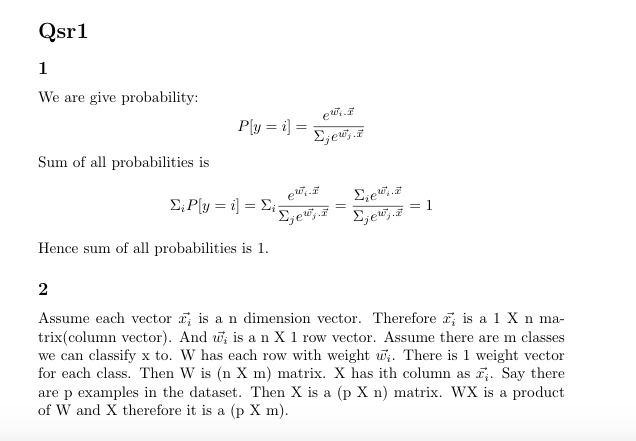 Qsr1
1
We are give probability:
P[y = i] = \frac{e^{\vec{w_i}.\vec{x}}}{\Sigma_j e^{\vec{w_j}.\vec{x}}}
Sum of all probabilities is
\Sigma_i P[y = i] = \Sigma_i \frac{e^{\vec{w_i}.\vec{x}}}{\Sigma_j e^{\vec{w_j}.\vec{x}}} = \frac{\Sigma_i e^{\vec{w_i}.\vec{x}}}{\Sigma_j e^{\vec{w_j}.\vec{x}}} = 1
Hence sum of all probabilities is 1.
2
Assume each vector \vec{x_i} is a n dimension vector. Therefore \vec{x_i} is a 1 X n ma-
trix(column vector). And \vec{w_i} is a n X 1 row vector. Assume there are m classes
we can classify x to. W has each row with weight \vec{w_i}. There is 1 weight vector
for each class. Then W is (n X m) matrix. X has ith column as \vec{x_i}. Say there
are p examples in the dataset. Then X is a (p X n) matrix. WX is a product
of W and X therefore it is a (p X m).